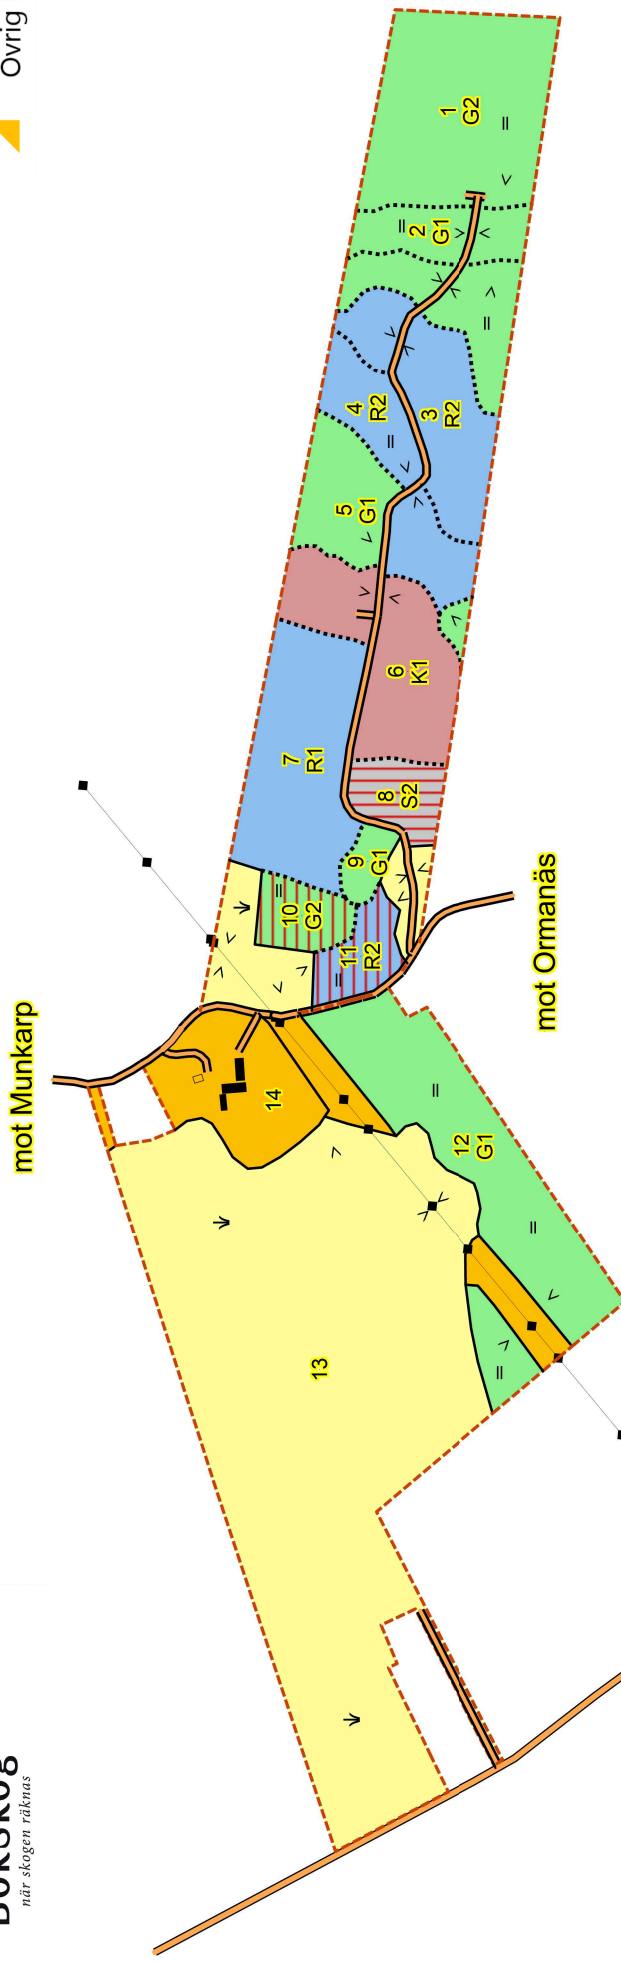 Övrig
1
G2
2
G1
3
R2
4
R2
5
G1
6
K1
7
R1
8
S2
9
G1
10
G2
11
R2
mot Munkarp
mot Ormanäs
14
12
G1
13
när skogen räknas